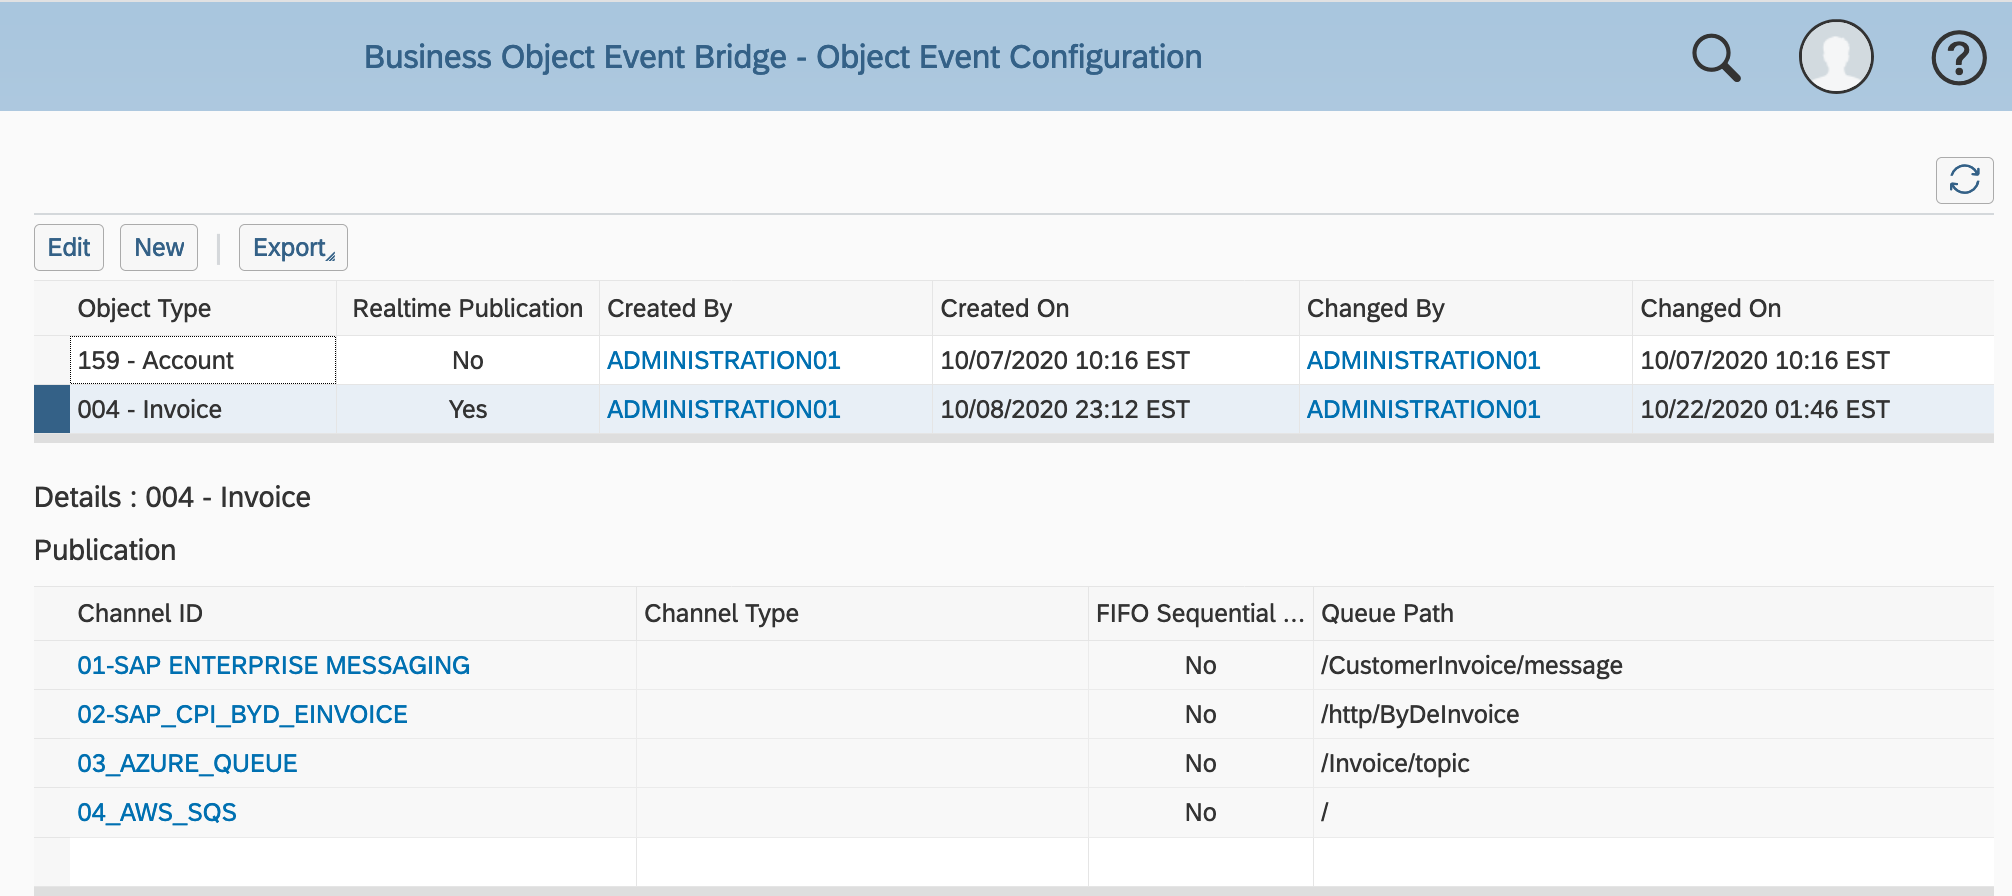 Business Object Event Bridge - Object Event Configuration
Edit New Export
Object Type Realtime Publication Created By Created On Changed By Changed On
159 - Account No ADMINISTRATION01 10/07/2020 10:16 EST ADMINISTRATION01 10/07/2020 10:16 EST
004 - Invoice Yes ADMINISTRATION01 10/08/2020 23:12 EST ADMINISTRATION01 10/22/2020 01:46 EST
Details : 004 - Invoice
Publication
Channel ID Channel Type FIFO Sequential ... Queue Path
01-SAP ENTERPRISE MESSAGING No /CustomerInvoice/message
02-SAP_CPI_BYD_EINVOICE No /http/ByDeInvoice
03_AZURE_QUEUE No /Invoice/topic
04_AWS_SQS No /